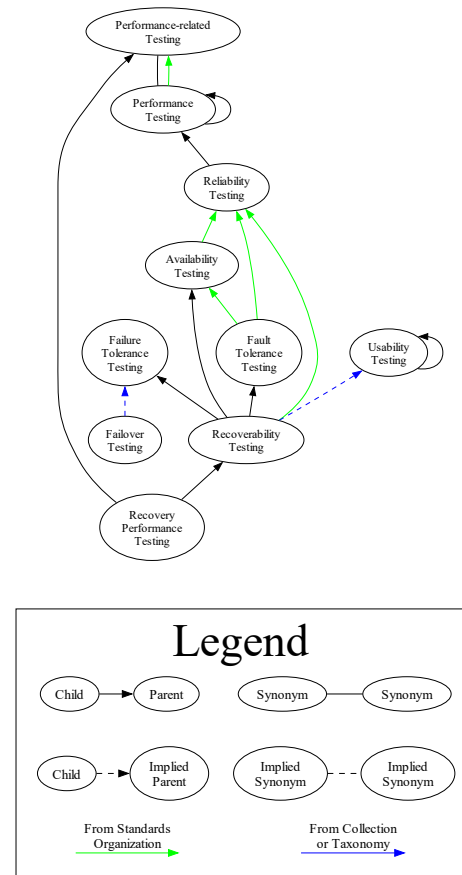 Performance-related
Testing
Performance
Testing
Reliability
Testing
Availability
Testing
Failure
Tolerance
Testing
Fault
Tolerance
Testing
Usability
Testing
Failover
Testing
Recoverability
Testing
Recovery
Performance
Testing
Legend
Child
Parent
Synonym
Synonym
Child
Implied
Parent
Implied
Synonym
Implied
Synonym
From Standards
Organization
From Collection
or Taxonomy